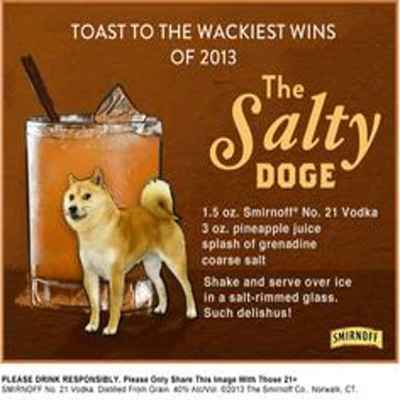 TOAST TO THE WACKIEST WINS
OF 2013
The
Salty
DOGE
1.5 oz. Smirnoff® No. 21 Vodka
3 oz. pineapple juice
splash of grenadine
coarse salt
Shake and serve over ice
in a salt-rimmed glass.
Such delishus!
SMIRNOFF
PLEASE DRINK RESPONSIBLY. Please Only Share This Image With Those 21+
SMIRNOFF No. 21 Vodka. Distilled From Grain. 40% Alc/Vol. ©2013 The Smirnoff Co., Norwalk, CT.